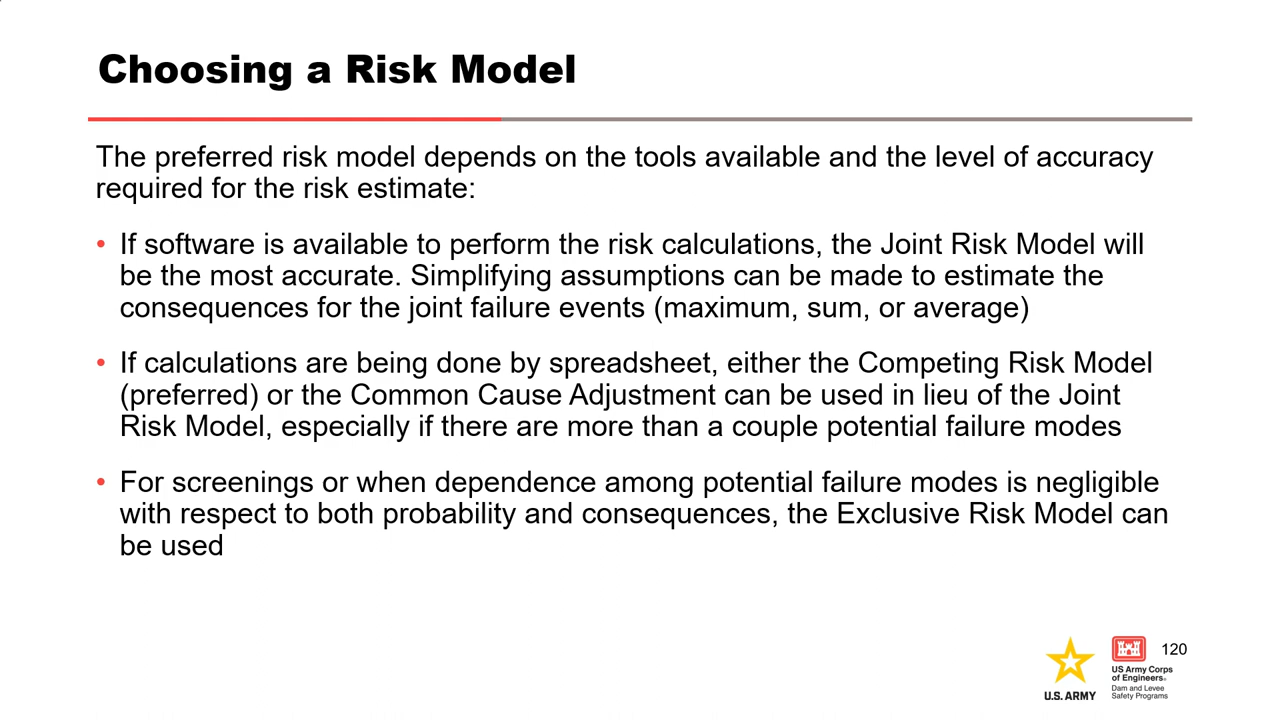 Choosing a Risk Model
The preferred risk model depends on the tools available and the level of accuracy
required for the risk estimate:
• If software is available to perform the risk calculations, the Joint Risk Model will
be the most accurate. Simplifying assumptions can be made to estimate the
consequences for the joint failure events (maximum, sum, or average)
• If calculations are being done by spreadsheet, either the Competing Risk Model
(preferred) or the Common Cause Adjustment can be used in lieu of the Joint
Risk Model, especially if there are more than a couple potential failure modes
• For screenings or when dependence among potential failure modes is negligible
with respect to both probability and consequences, the Exclusive Risk Model can
be used
U.S. ARMY
US Army Corps
of Engineers®
Dam and Levee
Safety Programs
120